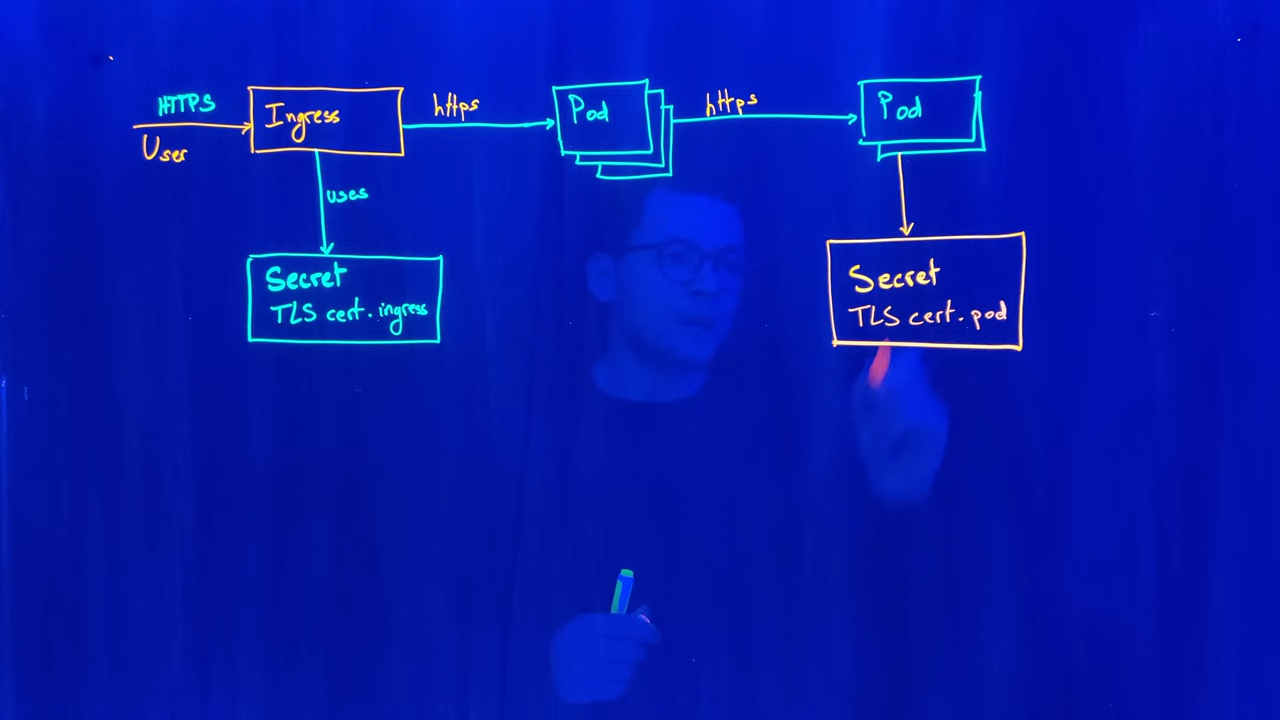 HTTPS
User
Ingress
https
Pod
https
Pod
uses
Secret
TLS cert. ingress
Secret
TLS cert. pod